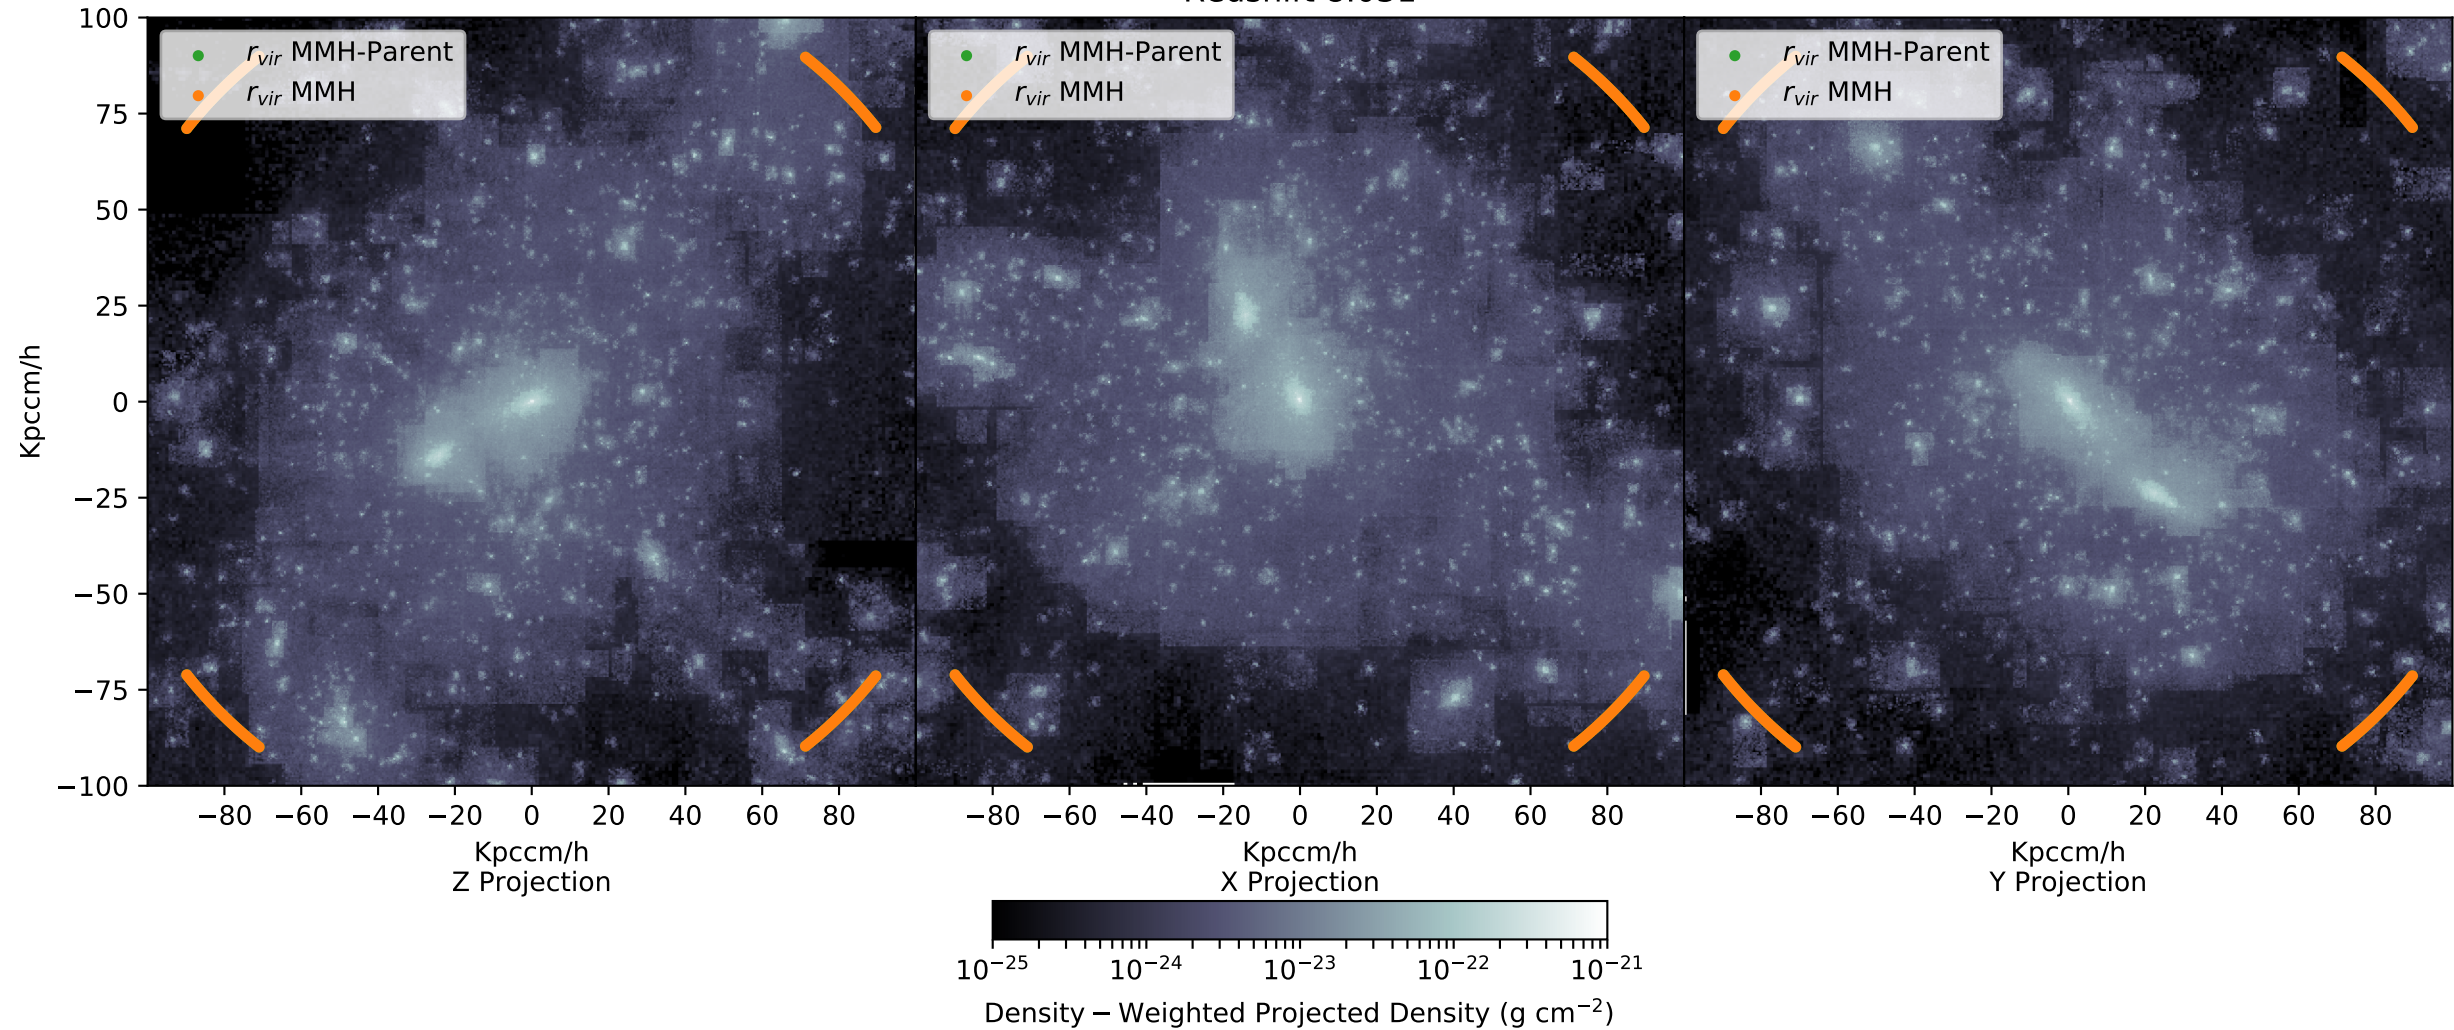 100
75
50
25
0
−25
−50
−75
−100
Kpccm/h
r_vir MMH-Parent
r_vir MMH
r_vir MMH-Parent
r_vir MMH
r_vir MMH-Parent
r_vir MMH
−80 −60 −40 −20 0 20 40 60 80
−80 −60 −40 −20 0 20 40 60 80
−80 −60 −40 −20 0 20 40 60 80
Kpccm/h
Z Projection
Kpccm/h
X Projection
Kpccm/h
Y Projection
10⁻²⁵ 10⁻²⁴ 10⁻²³ 10⁻²² 10⁻²¹
Density − Weighted Projected Density (g cm⁻²)